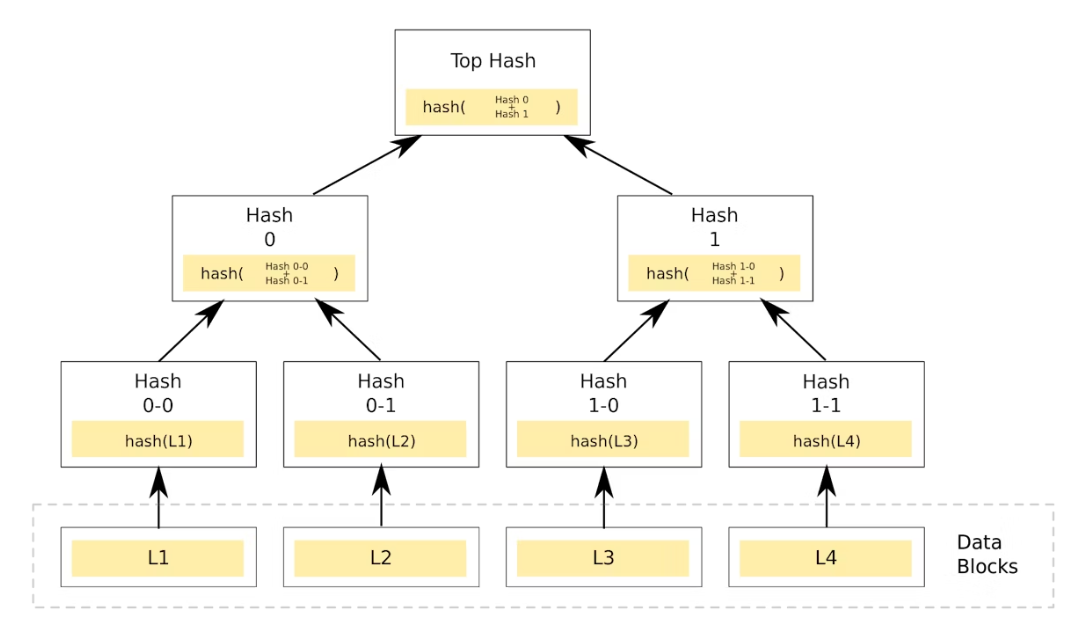 Top Hash
hash( Hash 0 + Hash 1 )
Hash
0
hash( Hash 0-0 + Hash 0-1 )
Hash
1
hash( Hash 1-0 + Hash 1-1 )
Hash
0-0
hash(L1)
Hash
0-1
hash(L2)
Hash
1-0
hash(L3)
Hash
1-1
hash(L4)
L1
L2
L3
L4
Data
Blocks